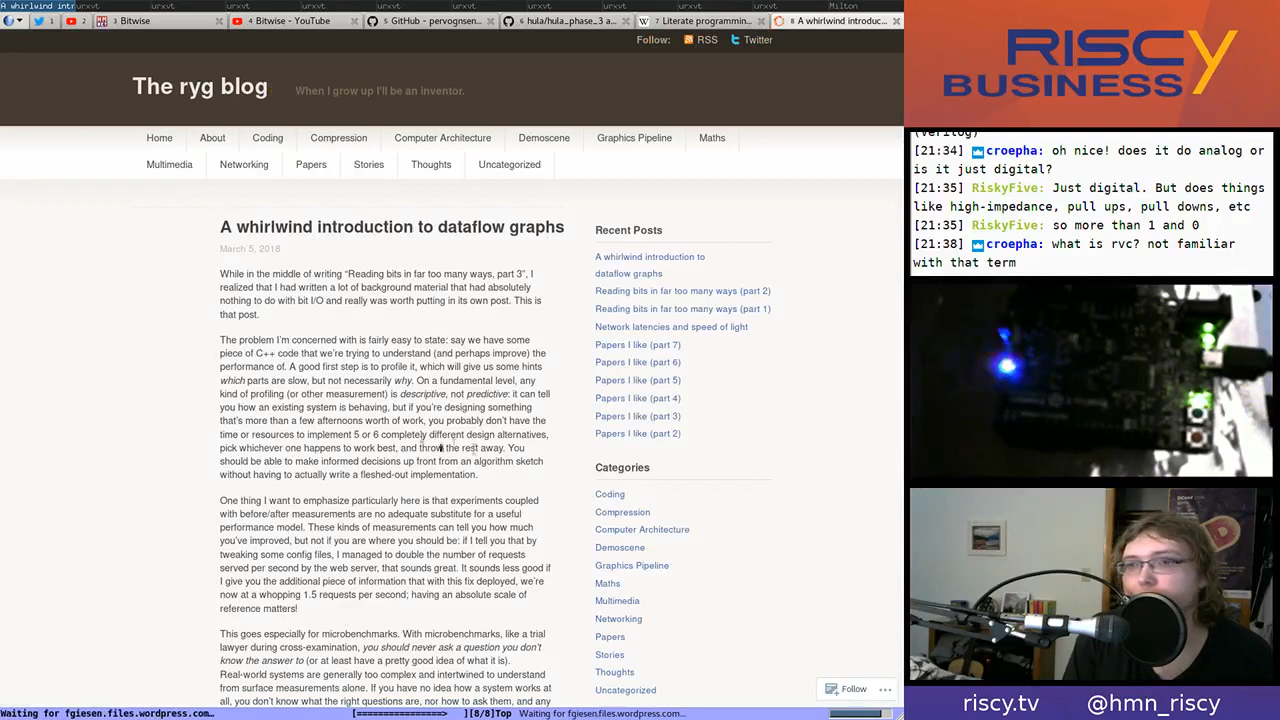 A whirlwind intr
urxvt
urxvt
urxvt
urxvt
urxvt
urxvt
urxvt
urxvt
urxvt
Milton
1
2
3 Bitwise
4 Bitwise - YouTube
5 GitHub - pervognsen...
6 hula/hula_phase_3 a...
7 Literate programmin...
8 A whirlwind introduc...
Follow: RSS Twitter
The ryg blog
When I grow up I'll be an inventor.
Home About Coding Compression Computer Architecture Demoscene Graphics Pipeline Maths
Multimedia Networking Papers Stories Thoughts Uncategorized
A whirlwind introduction to dataflow graphs
March 5, 2018
While in the middle of writing “Reading bits in far too many ways, part 3”, I
realized that I had written a lot of background material that had absolutely
nothing to do with bit I/O and really was worth putting in its own post. This is
that post.
The problem I'm concerned with is fairly easy to state: say we have some
piece of C++ code that we're trying to understand (and perhaps improve) the
performance of. A good first step is to profile it, which will give us some hints
which parts are slow, but not necessarily why. On a fundamental level, any
kind of profiling (or other measurement) is descriptive, not predictive: it can tell
you how an existing system is behaving, but if you're designing something
that's more than a few afternoons worth of work, you probably don't have the
time or resources to implement 5 or 6 completely different design alternatives,
pick whichever one happens to work best, and throw the rest away. You
should be able to make informed decisions up front from an algorithm sketch
without having to actually write a fleshed-out implementation.
One thing I want to emphasize particularly here is that experiments coupled
with before/after measurements are no adequate substitute for a useful
performance model. These kinds of measurements can tell you how much
you've improved, but not if you are where you should be: if I tell you that by
tweaking some config files, I managed to double the number of requests
served per second by the web server, that sounds great. It sounds less good if
I give you the additional piece of information that with this fix deployed, we're
now at a whopping 1.5 requests per second; having an absolute scale of
reference matters!
This goes especially for microbenchmarks. With microbenchmarks, like a trial
lawyer during cross-examination, you should never ask a question you don't
know the answer to (or at least have a pretty good idea of what it is).
Real-world systems are generally too complex and intertwined to understand
from surface measurements alone. If you have no idea how a system works at
all, you don't know what the right questions are, nor how to ask them, and any
Recent Posts
A whirlwind introduction to
dataflow graphs
Reading bits in far too many ways (part 2)
Reading bits in far too many ways (part 1)
Network latencies and speed of light
Papers I like (part 7)
Papers I like (part 6)
Papers I like (part 5)
Papers I like (part 4)
Papers I like (part 3)
Papers I like (part 2)
Categories
Coding
Compression
Computer Architecture
Demoscene
Graphics Pipeline
Maths
Multimedia
Networking
Papers
Stories
Thoughts
Uncategorized
Follow
Waiting for fgiesen.files.wordpress.com... [================> ][8/8]Top Waiting for fgiesen.files.wordpress.com...
RISCY
BUSINESS
(verilog)
[21:34] croepha: oh nice! does it do analog or
is it just digital?
[21:35] RiskyFive: Just digital. But does things
like high-impedance, pull ups, pull downs, etc
[21:35] RiskyFive: so more than 1 and 0
[21:38] croepha: what is rvc? not familiar
with that term
riscy.tv @hmn_riscy